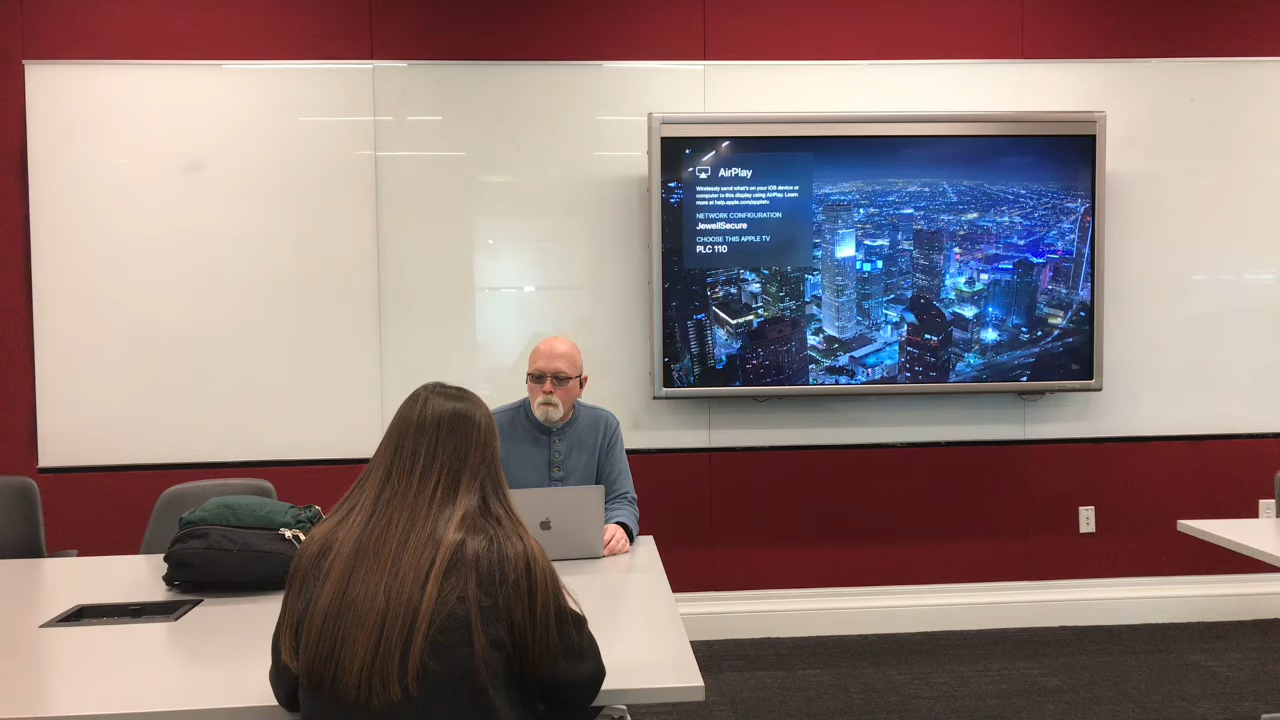 AirPlay
Wirelessly send what's on your iOS device or
computer to this display using AirPlay. Learn
more at help.apple.com/appletv.
NETWORK CONFIGURATION
JewellSecure
CHOOSE THIS APPLE TV
PLC 110